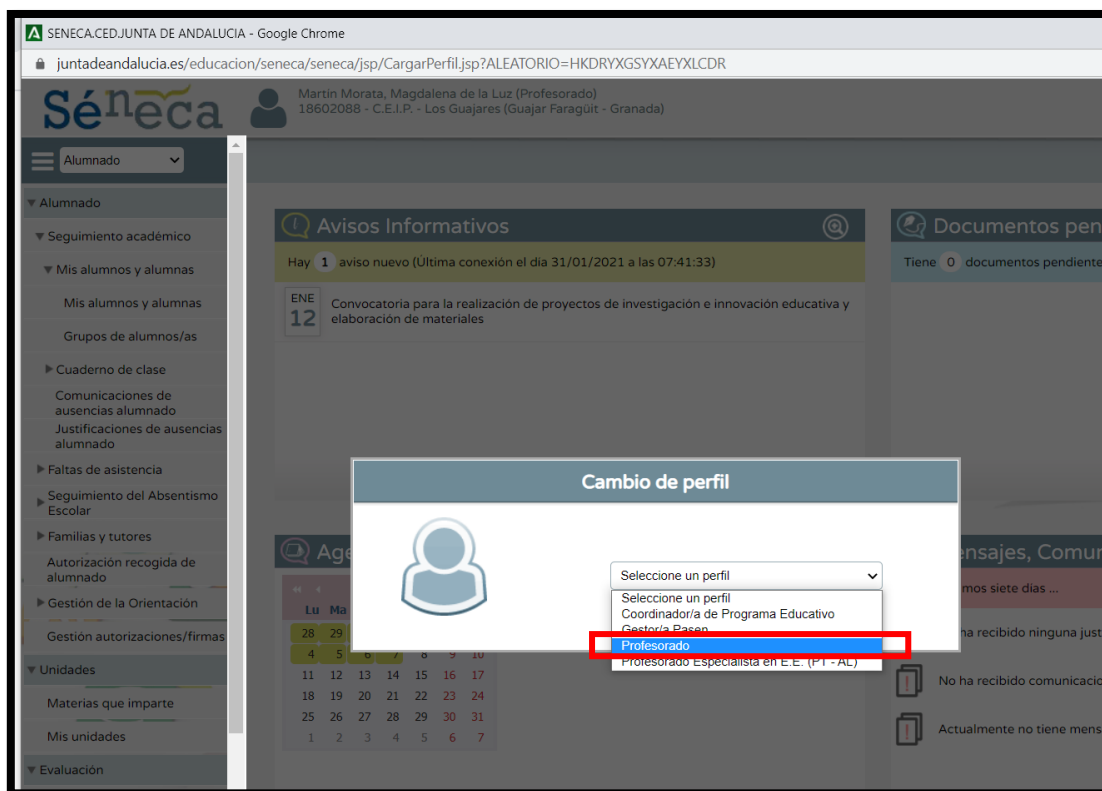 SENECA.CED.JUNTA DE ANDALUCIA - Google Chrome
juntadeandalucia.es/educacion/seneca/seneca/jsp/CargarPerfil.jsp?ALEATORIO=HKDRYXGSYXAEYXLCDR
Séneca
Martín Morata, Magdalena de la Luz (Profesorado)
18602088 - C.E.I.P. - Los Guajares (Guajar Faragüit - Granada)
Alumnado
Alumnado
Seguimiento académico
Mis alumnos y alumnas
Mis alumnos y alumnas
Grupos de alumnos/as
Cuaderno de clase
Comunicaciones de
ausencias alumnado
Justificaciones de ausencias
alumnado
Faltas de asistencia
Seguimiento del Absentismo
Escolar
Familias y tutores
Autorización recogida de
alumnado
Gestión de la Orientación
Gestión autorizaciones/firmas
Unidades
Materias que imparte
Mis unidades
Evaluación
Avisos Informativos
Hay 1 aviso nuevo (Última conexión el día 31/01/2021 a las 07:41:33)
ENE
12
Convocatoria para la realización de proyectos de investigación e innovación educativa y
elaboración de materiales
Documentos pen
Tiene 0 documentos pendiente
Cambio de perfil
Seleccione un perfil
Seleccione un perfil
Coordinador/a de Programa Educativo
Gestor/a Pasen
Profesorado
Profesorado Especialista en E.E. (PT - AL)
Age
Lu Ma
28 29
4 5 6 7 8 9 10
11 12 13 14 15 16 17
18 19 20 21 22 23 24
25 26 27 28 29 30 31
1 2 3 4 5 6 7
ensajes, Comur
mos siete dias ...
ha recibido ninguna just
No ha recibido comunicacio
Actualmente no tiene mens